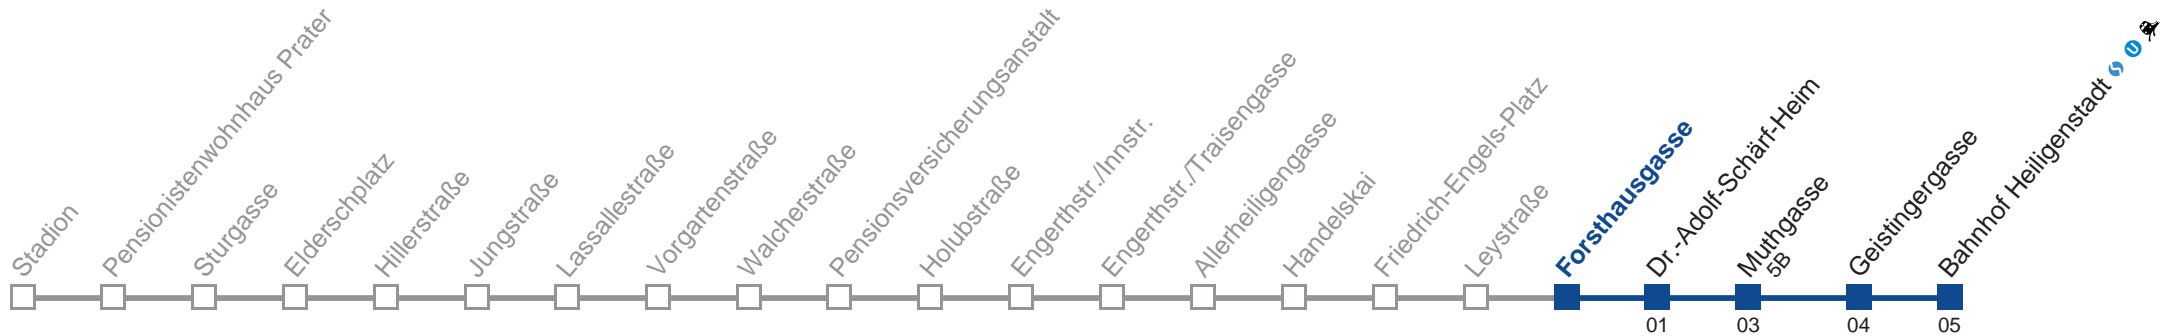 Stadion
Pensionistenwohnhaus Prater
Sturgasse
Elderschplatz
Hillerstraße
Jungstraße
Lassallestraße
Vorgartenstraße
Walcherstraße
Pensionsversicherungsanstalt
Holubstraße
Engerthstr./Innstr.
Engerthstr./Traisengasse
Allerheiligengasse
Handelskai
Friedrich-Engels-Platz
Leystraße
Forsthausgasse
Dr.-Adolf-Schärf-Heim
Muthgasse
5B
Geistingergasse
Bahnhof Heiligenstadt S U
01 03 04 05